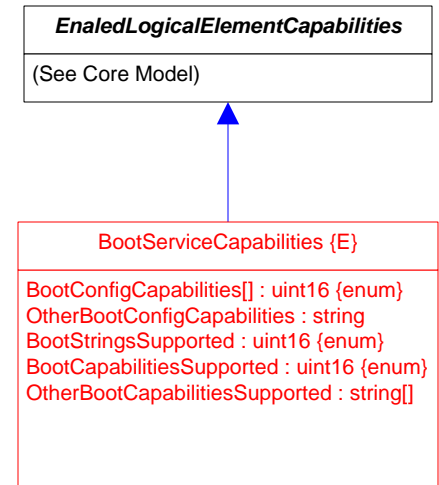 EnaledLogicalElementCapabilities
(See Core Model)
BootServiceCapabilities {E}
BootConfigCapabilities[] : uint16 {enum}
OtherBootConfigCapabilities : string
BootStringsSupported : uint16 {enum}
BootCapabilitiesSupported : uint16 {enum}
OtherBootCapabilitiesSupported : string[]